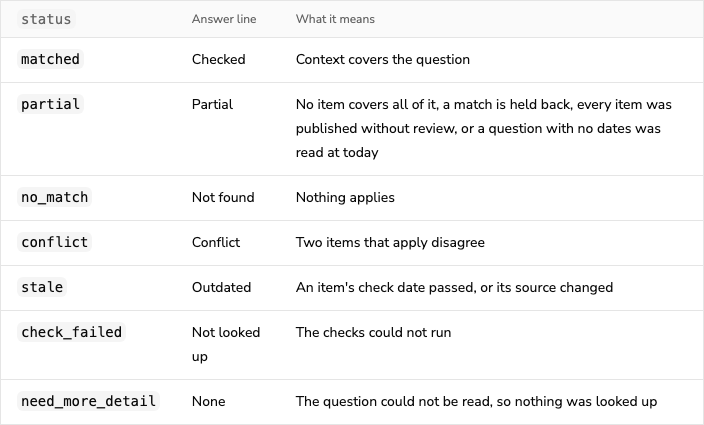 status Answer line What it means
matched Checked Context covers the question
partial Partial No item covers all of it, a match is held back, every item was
published without review, or a question with no dates was
read at today
no_match Not found Nothing applies
conflict Conflict Two items that apply disagree
stale Outdated An item's check date passed, or its source changed
check_failed Not looked The checks could not run
up
need_more_detail None The question could not be read, so nothing was looked up